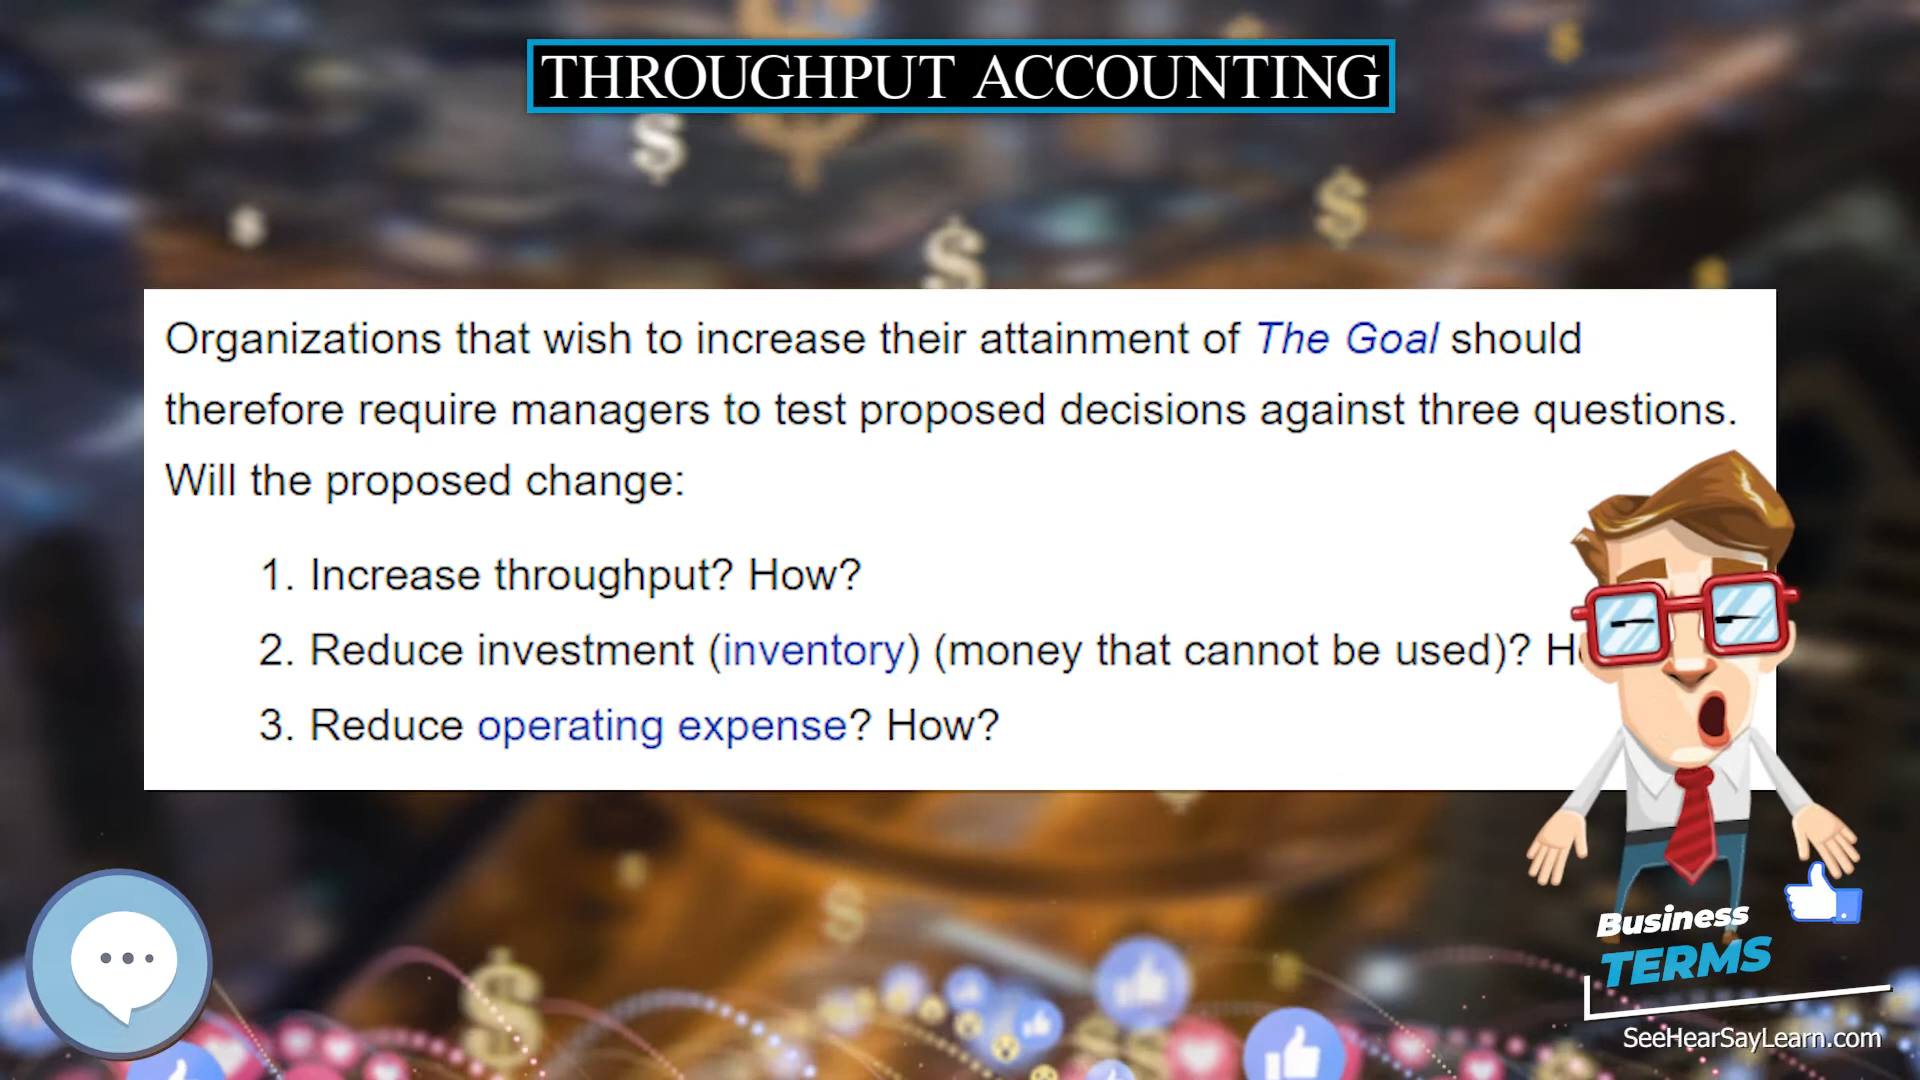 THROUGHPUT ACCOUNTING
Organizations that wish to increase their attainment of The Goal should
therefore require managers to test proposed decisions against three questions.
Will the proposed change:
1. Increase throughput? How?
2. Reduce investment (inventory) (money that cannot be used)?
3. Reduce operating expense? How?
Business
TERMS
SeeHearSayLearn.com